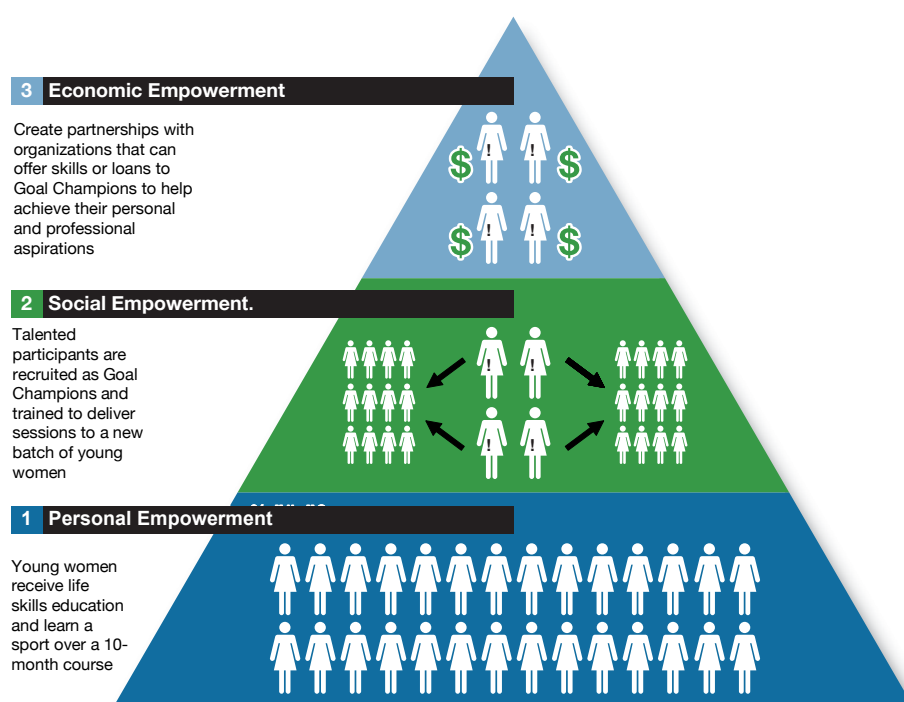 3 Economic Empowerment
Create partnerships with
organizations that can
offer skills or loans to
Goal Champions to help
achieve their personal
and professional
aspirations
! !
$ $
! !
$ $
2 Social Empowerment.
Talented
participants are
recruited as Goal
Champions and
trained to deliver
sessions to a new
batch of young
women
! !
! !
1 Personal Empowerment
Young women
receive life
skills education
and learn a
sport over a 10-
month course